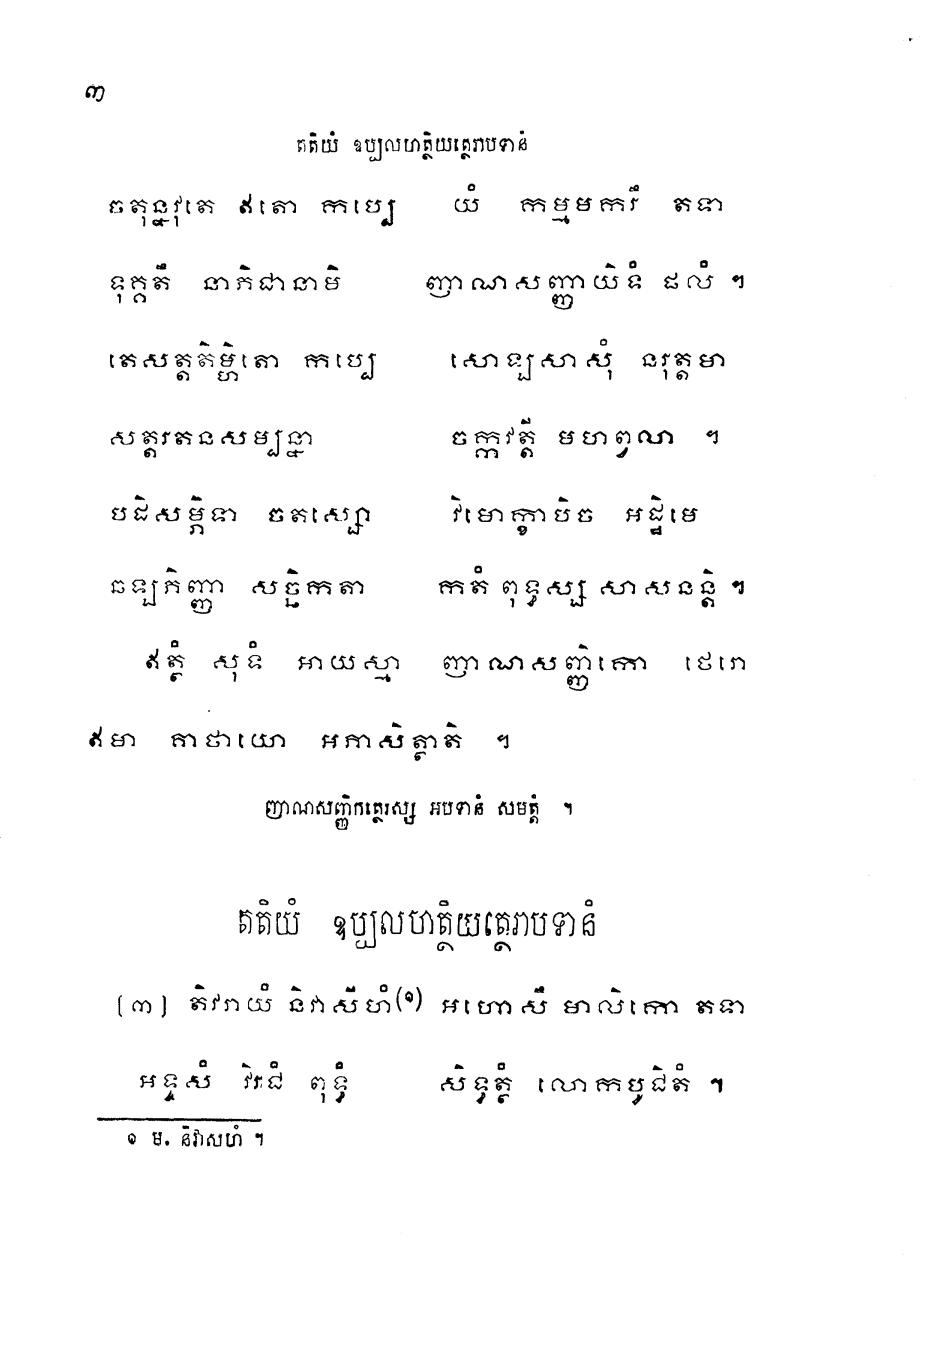 ៣
តតិយំ ឧប្បលហត្ថិយត្ថេរាបទានំ
ចតុន្នវុតេ ឥតោ កប្បេ យំ កម្មមករឹ តទា
ទុក្កតឹ នាភិជានាមិ ញាណសញ្ញាយិទំ ផលំ ។
តេសត្តតិម្ហិតោ កប្បេ សោឡសាសុំ នរុត្តមា
សត្តរតនសម្បន្នា ចក្កវត្តី មហព្វលា ។
បដិសម្ភិទា ចតស្សោ វិមោក្ខាបិច អដ្ឋិមេ
ឆឡភិញ្ញា សច្ឆិកតា កតំ ពុទ្ធស្ស សាសនន្តិ ។
ឥត្ថំ សុទំ អាយស្មា ញាណសញ្ញិកោ ថេរោ
ឥមា គាថាយោ អភាសិត្ថាតិ ។
ញាណសញ្ញិកត្ថេរស្ស អបទានំ សមត្តំ ។
តតិយំ ឧប្បលហត្ថិយត្ថេរាបទានំ
[៣] តិវរាយំ និវាសីហំ(១) អហោសឹ មាលិកោ តទា
អទ្ទសំ វិរជំ ពុទ្ធំ សិទ្ធត្ថំ លោកបូជិតំ ។
១ ម. និវាសហំ ។